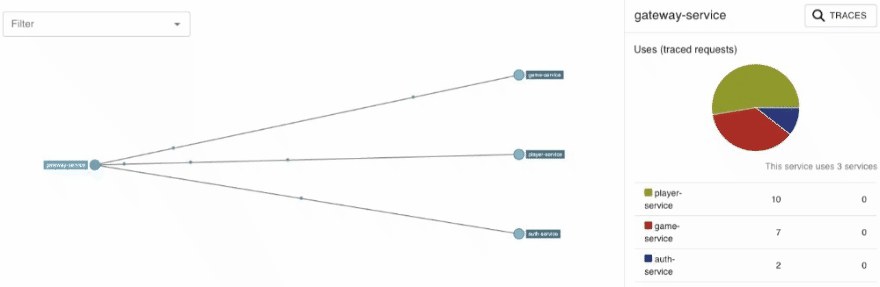 Filter
gateway-service
game-service
player-service
auth-service
gateway-service
TRACES
Uses (traced requests)
This service uses 3 services
player-
service
10
0
game-
service
7
0
auth-
service
2
0